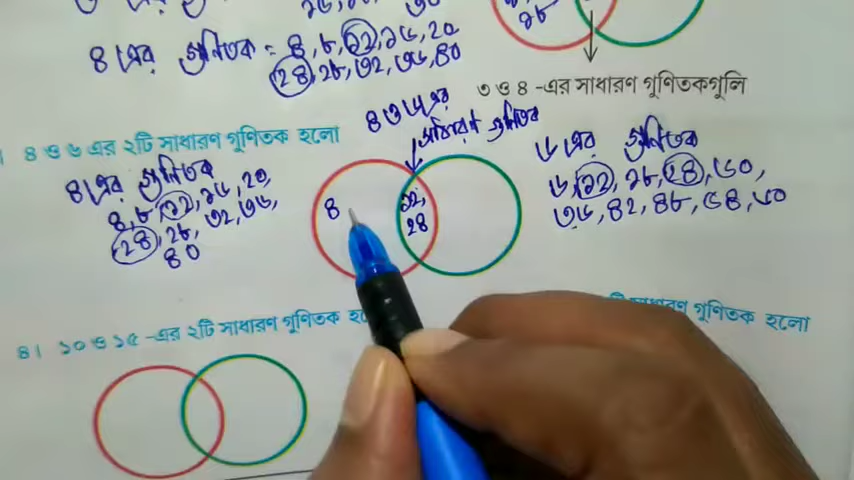 ৪ এর গুণিতক = ৪, ৮, ১২, ১৬, ২০
২৪, ২৮, ৩২, ৩৬, ৪০
৩ ও ৪ -এর সাধারণ গুণিতকগুলি
৪ ও ৬ এর ২টি সাধারণ গুণিতক হলো
৪ ও ৬ এর
সাধারণ গুণিতক
৪ এর গুণিতক
৪, ৮, ১২, ১৬, ২০,
২৪, ২৮, ৩২, ৩৬,
৪০
৪
১২,
২৪
৬ এর গুণিতক
৬, ১২, ১৮, ২৪, ৩০,
৩৬, ৪২, ৪৮, ৫৪, ৬০
৪। ১০ ও ১৫ -এর ২টি সাধারণ গুণিতক
গুণিতক হলো